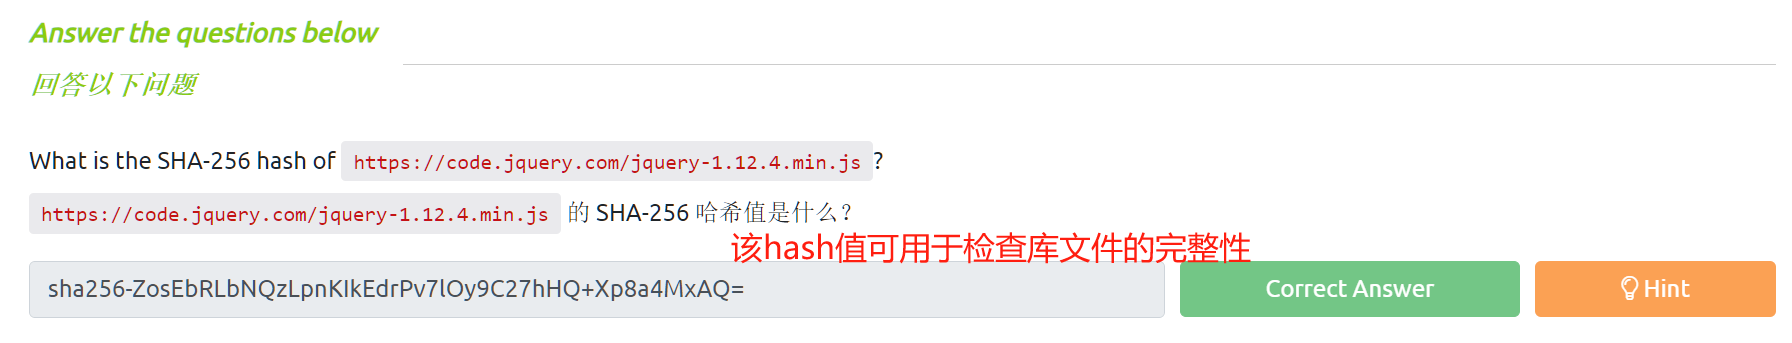 Answer the questions below
回答以下问题
What is the SHA-256 hash of https://code.jquery.com/jquery-1.12.4.min.js?
https://code.jquery.com/jquery-1.12.4.min.js 的 SHA-256 哈希值是什么？
该hash值可用于检查库文件的完整性
sha256-ZosEbRLbNQzLpnKIkEdrPv7lOy9C27hHQ+Xp8a4MxAQ= Correct Answer Hint